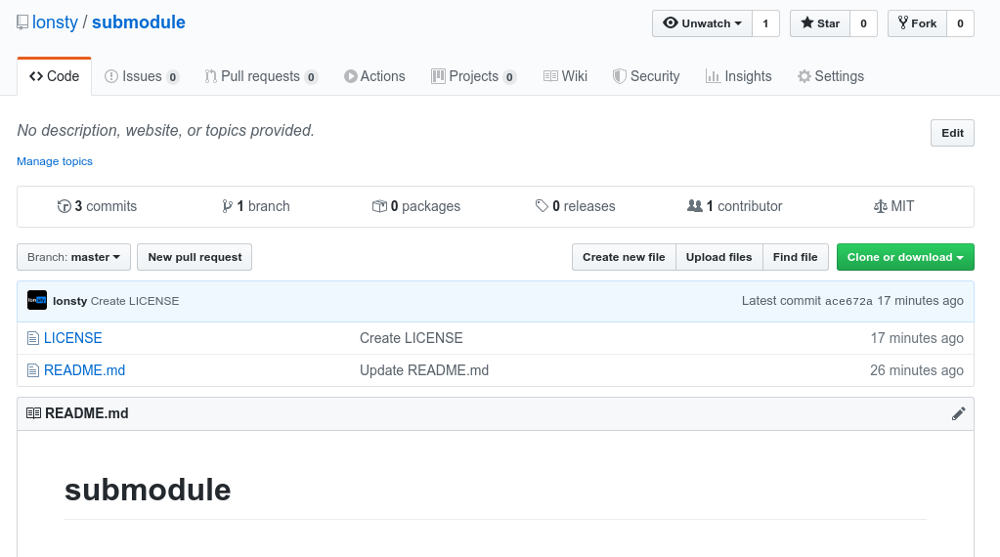 lonsty / submodule Unwatch 1 Star 0 Fork 0
Code Issues 0 Pull requests 0 Actions Projects 0 Wiki Security Insights Settings
No description, website, or topics provided. Edit
Manage topics
3 commits 1 branch 0 packages 0 releases 1 contributor MIT
Branch: master New pull request Create new file Upload files Find file Clone or download
lonsty Create LICENSE Latest commit ace672a 17 minutes ago
LICENSE Create LICENSE 17 minutes ago
README.md Update README.md 26 minutes ago
README.md
submodule